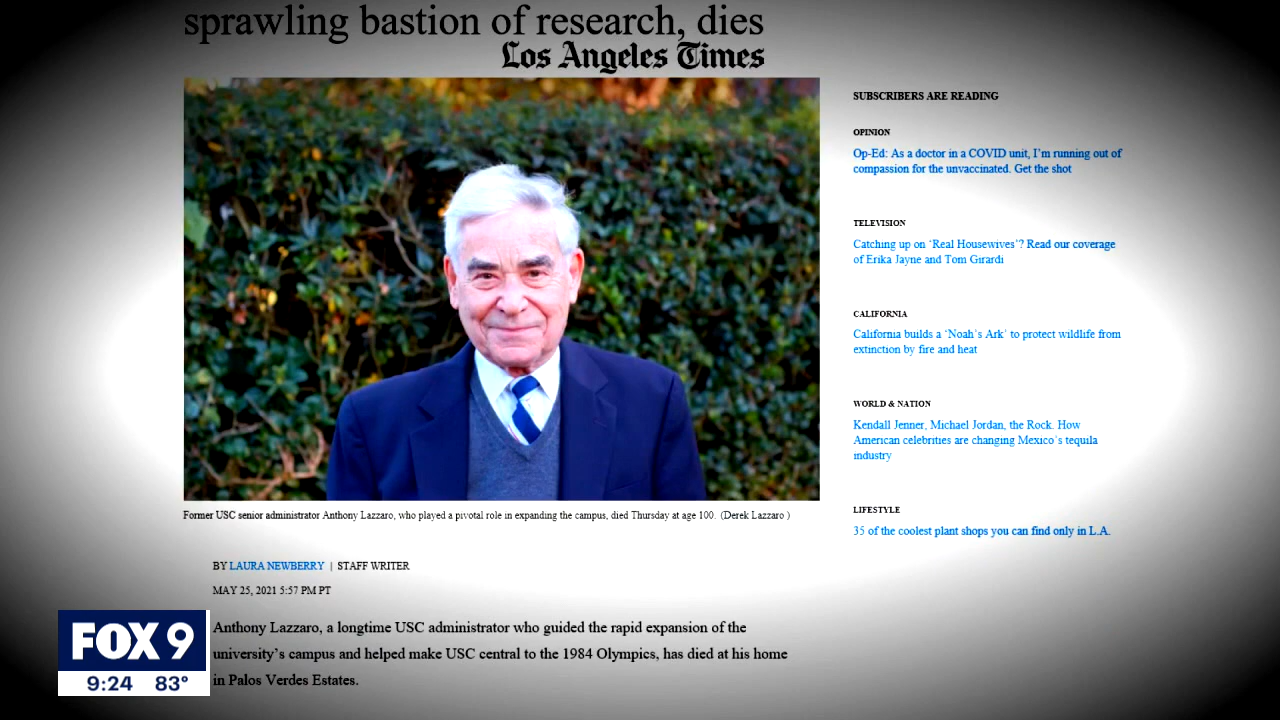 sprawling bastion of research, dies
Los Angeles Times
Former USC senior administrator Anthony Lazzaro, who played a pivotal role in expanding the campus, died Thursday at age 100. (Derek Lazzaro )
BY LAURA NEWBERRY | STAFF WRITER
MAY 25, 2021 5:57 PM PT
Anthony Lazzaro, a longtime USC administrator who guided the rapid expansion of the
university's campus and helped make USC central to the 1984 Olympics, has died at his home
in Palos Verdes Estates.
SUBSCRIBERS ARE READING
OPINION
Op-Ed: As a doctor in a COVID unit, I'm running out of
compassion for the unvaccinated. Get the shot
TELEVISION
Catching up on 'Real Housewives'? Read our coverage
of Erika Jayne and Tom Girardi
CALIFORNIA
California builds a 'Noah's Ark' to protect wildlife from
extinction by fire and heat
WORLD & NATION
Kendall Jenner, Michael Jordan, the Rock. How
American celebrities are changing Mexico's tequila
industry
LIFESTYLE
35 of the coolest plant shops you can find only in L.A.
FOX 9
9:24 83°